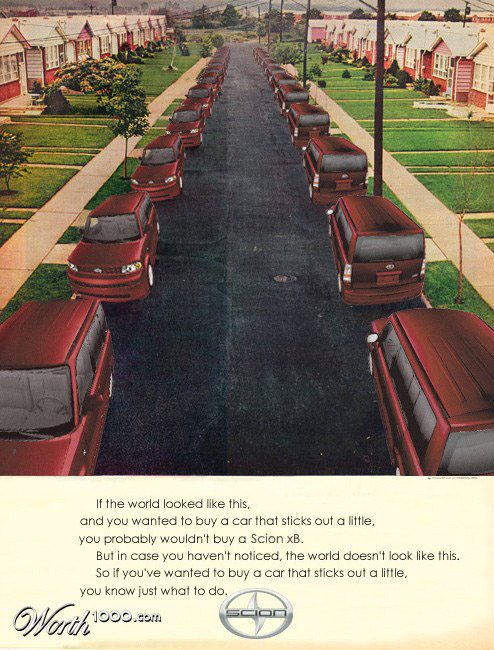 Worth1000.com
If the world looked like this,
and you wanted to buy a car that sticks out a little,
you probably wouldn't buy a Scion xB.
But in case you haven't noticed, the world doesn't look like this.
So if you've wanted to buy a car that sticks out a little,
you know just what to do.
SCION
Worth1000.com